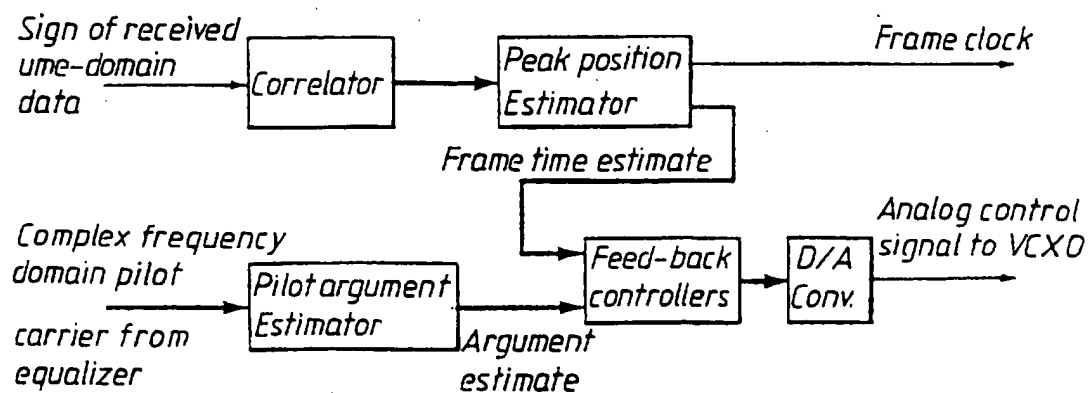 Sign of received
ume-domain
data
Correlator
Peak position
Estimator
Frame clock
Frame time estimate
Complex frequency
domain pilot
carrier from
equalizer
Pilot argument
Estimator
Argument
estimate
Feed-back
controllers
D/A
Conv.
Analog control
signal to VCXO